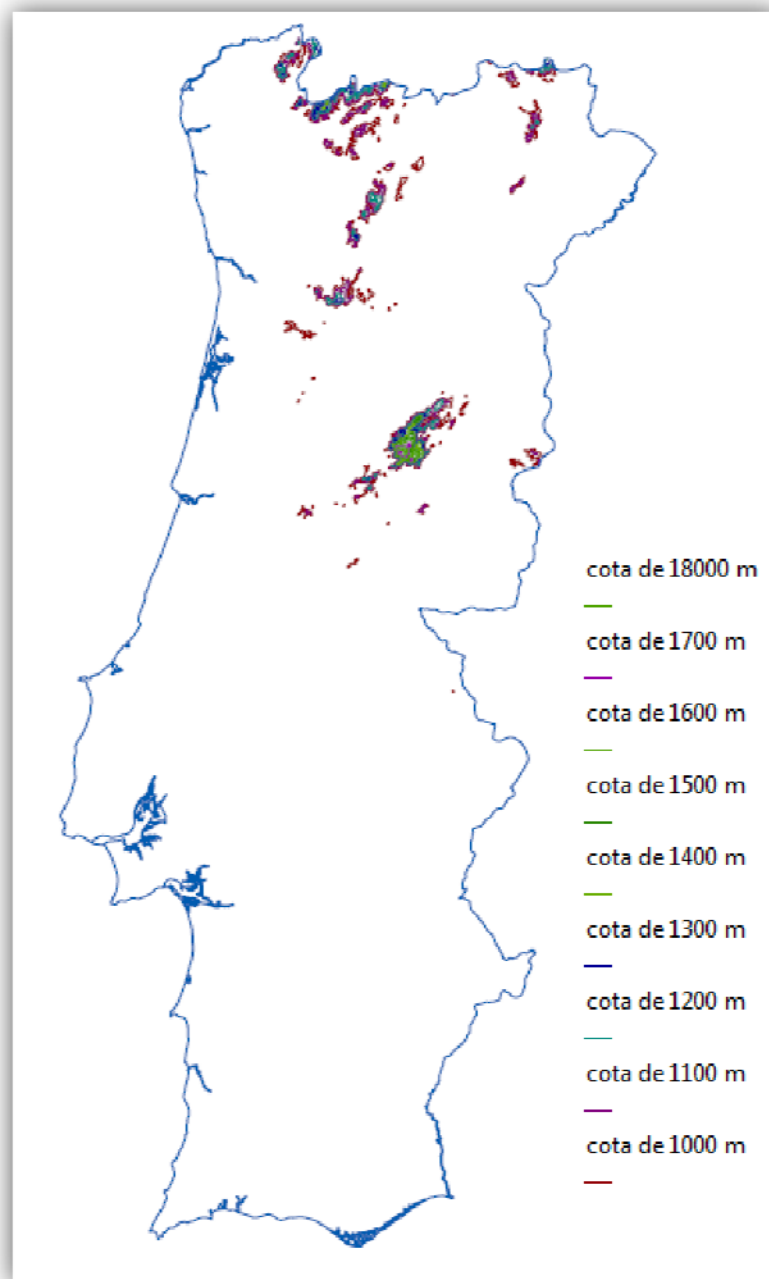 cota de 18000 m
cota de 1700 m
cota de 1600 m
cota de 1500 m
cota de 1400 m
cota de 1300 m
cota de 1200 m
cota de 1100 m
cota de 1000 m